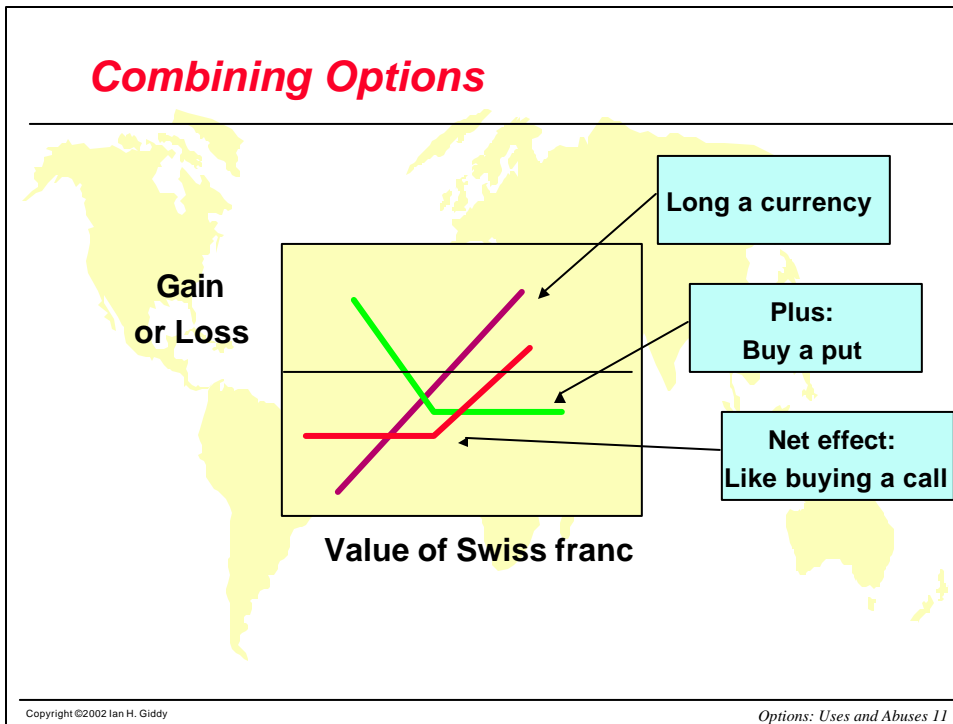 Combining Options
Long a currency
Gain
or Loss
Plus:
Buy a put
Net effect:
Like buying a call
Value of Swiss franc
Copyright ©2002 Ian H. Giddy
Options: Uses and Abuses 11